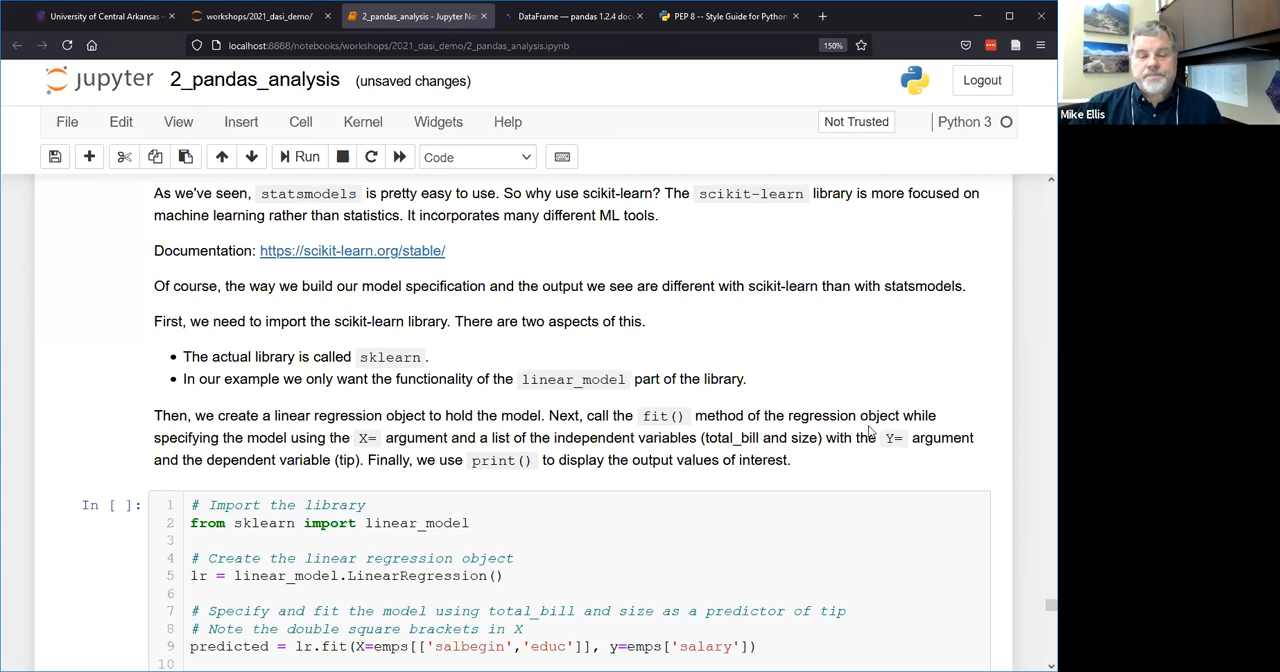 University of Central Arkansas
workshops/2021_dasi_demo/
2_pandas_analysis - Jupyter Not
DataFrame — pandas 1.2.4 doc
PEP 8 -- Style Guide for Python
localhost:8888/notebooks/workshops/2021_dasi_demo/2_pandas_analysis.ipynb
150%
jupyter 2_pandas_analysis (unsaved changes)
Logout
File Edit View Insert Cell Kernel Widgets Help
Not Trusted
Python 3
Run
Code
As we've seen, statsmodels is pretty easy to use. So why use scikit-learn? The scikit-learn library is more focused on
machine learning rather than statistics. It incorporates many different ML tools.
Documentation: https://scikit-learn.org/stable/
Of course, the way we build our model specification and the output we see are different with scikit-learn than with statsmodels.
First, we need to import the scikit-learn library. There are two aspects of this.
• The actual library is called sklearn.
• In our example we only want the functionality of the linear_model part of the library.
Then, we create a linear regression object to hold the model. Next, call the fit() method of the regression object while
specifying the model using the X= argument and a list of the independent variables (total_bill and size) with the Y= argument
and the dependent variable (tip). Finally, we use print() to display the output values of interest.
In [ ]:
1 # Import the library
2 from sklearn import linear_model
3
4 # Create the linear regression object
5 lr = linear_model.LinearRegression()
6
7 # Specify and fit the model using total_bill and size as a predictor of tip
8 # Note the double square brackets in X
9 predicted = lr.fit(X=emps[['salbegin','educ']], y=emps['salary'])
10
Mike Ellis